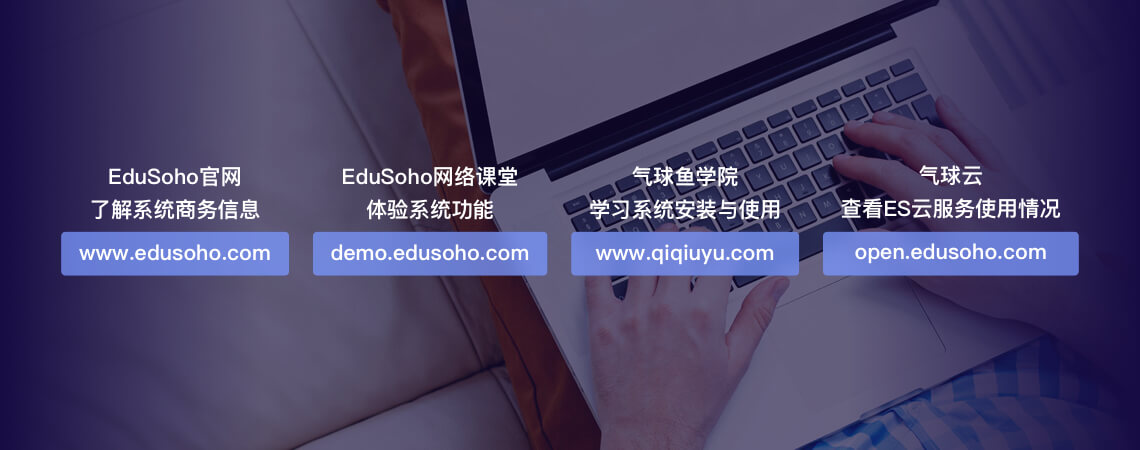 EduSoho官网
了解系统商务信息
www.edusoho.com
EduSoho网络课堂
体验系统功能
demo.edusoho.com
气球鱼学院
学习系统安装与使用
www.qiqiuyu.com
气球云
查看ES云服务使用情况
open.edusoho.com